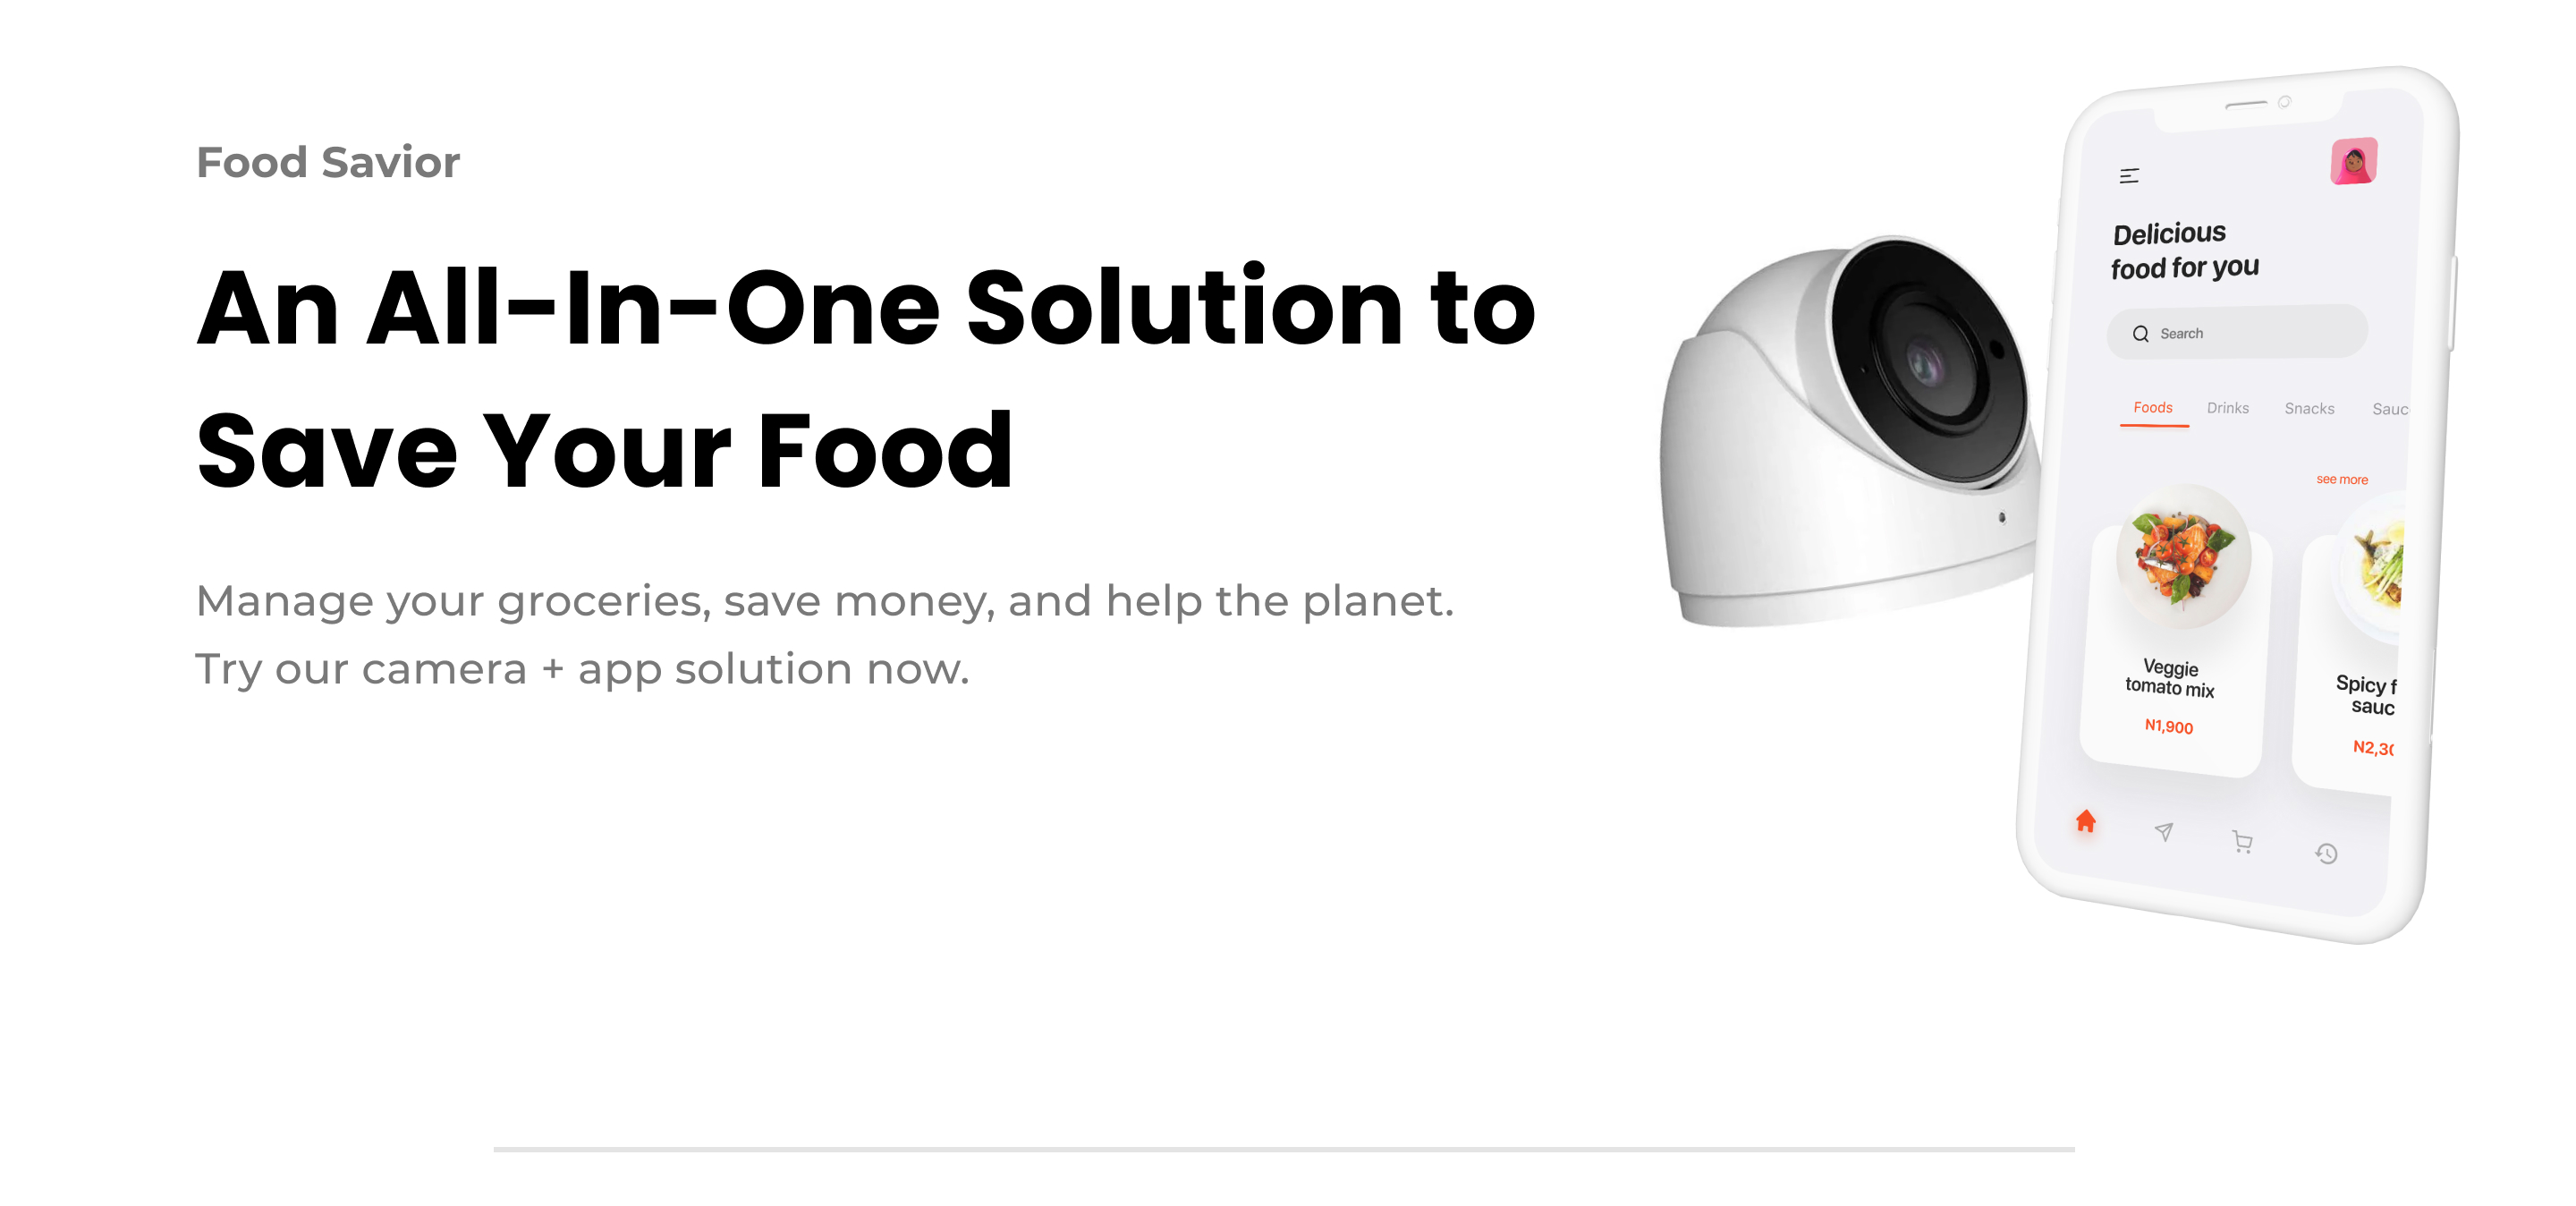 Food Savior
An All-In-One Solution to
Save Your Food
Manage your groceries, save money, and help the planet.
Try our camera + app solution now.
Delicious
food for you
Search
Foods Drinks Snacks Sauc
see more
Veggie
tomato mix
N1,900
Spicy f
sauc
N2,30